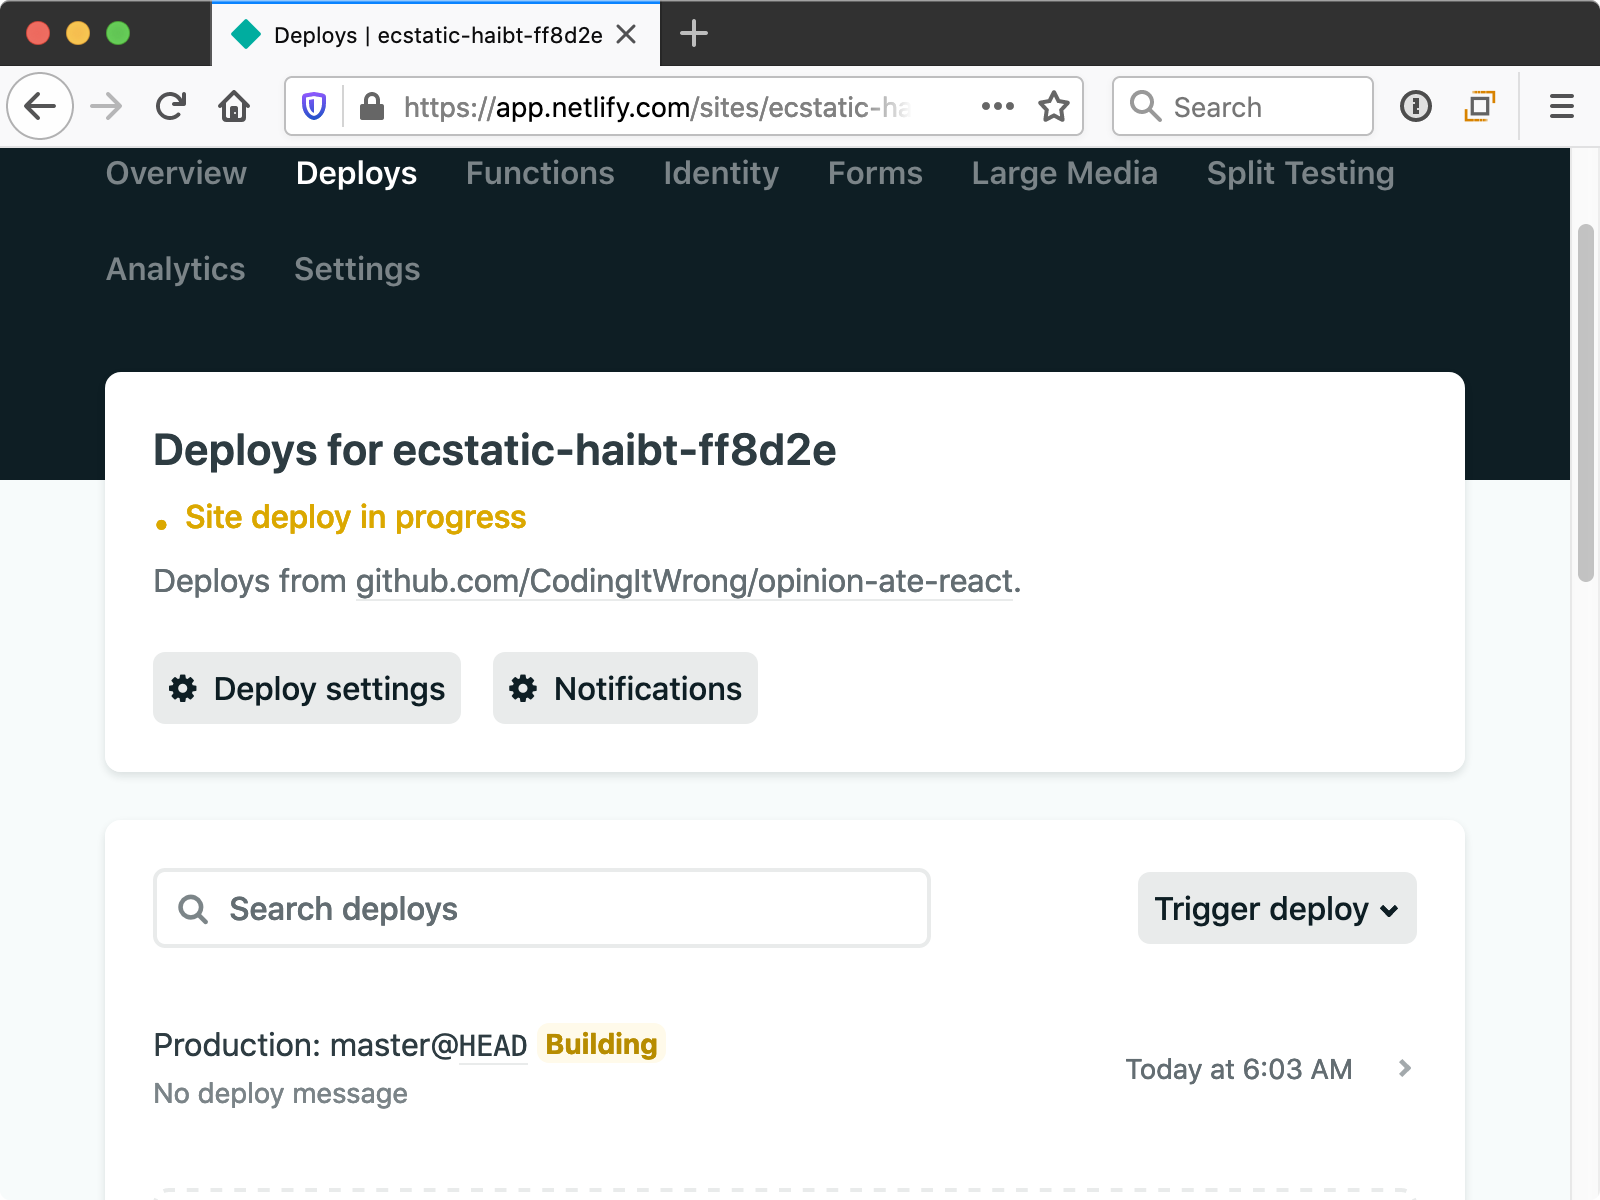 Deploys | ecstatic-haibt-ff8d2e
https://app.netlify.com/sites/ecstatic-ha
Search
Overview Deploys Functions Identity Forms Large Media Split Testing
Analytics Settings
Deploys for ecstatic-haibt-ff8d2e
Site deploy in progress
Deploys from github.com/CodingItWrong/opinion-ate-react.
Deploy settings Notifications
Search deploys
Trigger deploy
Production: master@HEAD Building
Today at 6:03 AM
No deploy message